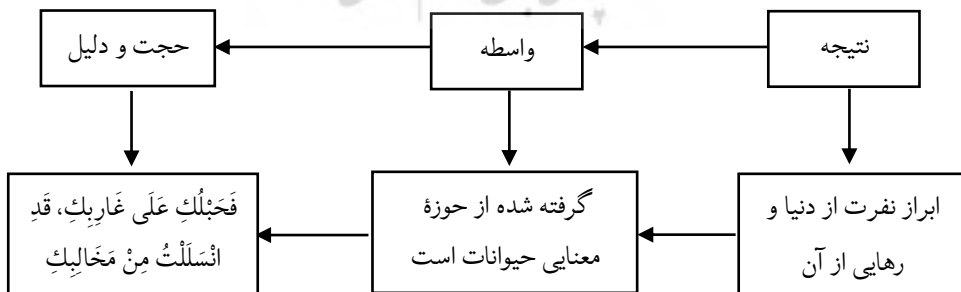 نتیجه
واسطه
حجت و دلیل
ابراز نفرت از دنیا و
رهایی از آن
گرفته شده از حوزۀ
معنایی حیوانات است
فَحَبْلُكِ عَلَى غَارِبِكِ، قَدِ
انْسَلَلْتُ مِنْ مَخَالِبِكِ